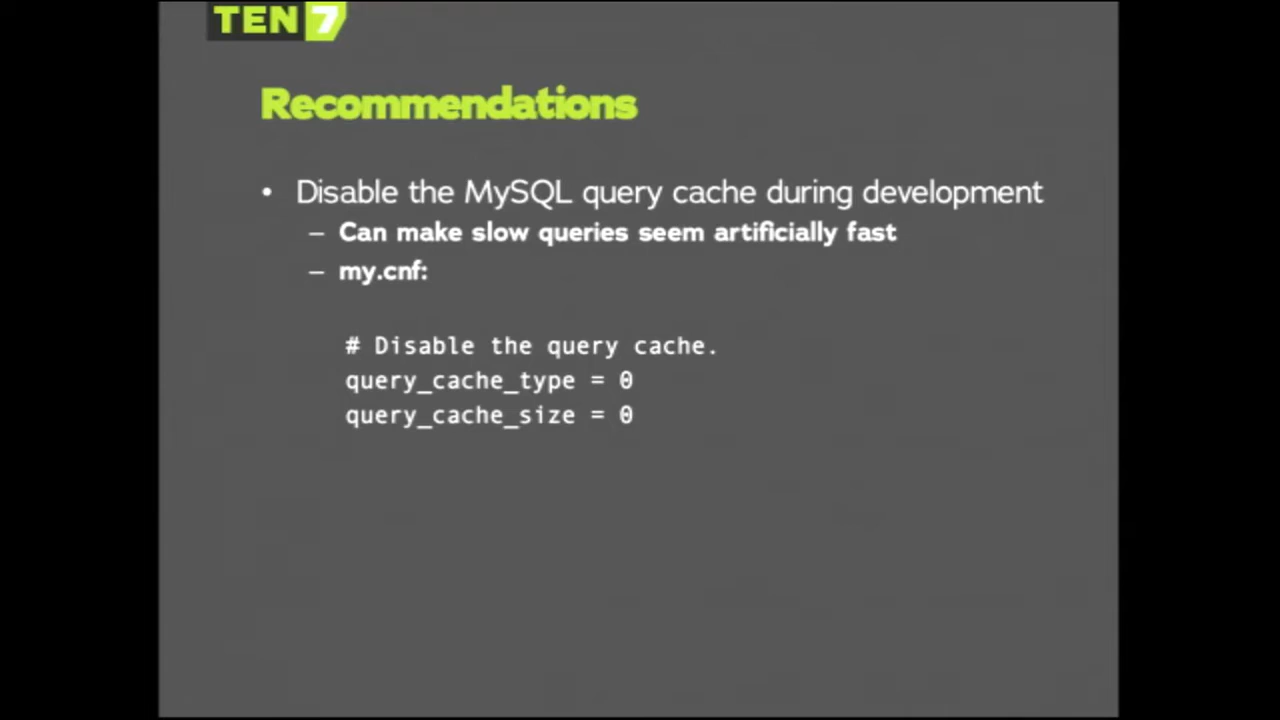 TEN7
Recommendations
• Disable the MySQL query cache during development
– Can make slow queries seem artificially fast
– my.cnf:
# Disable the query cache.
query_cache_type = 0
query_cache_size = 0